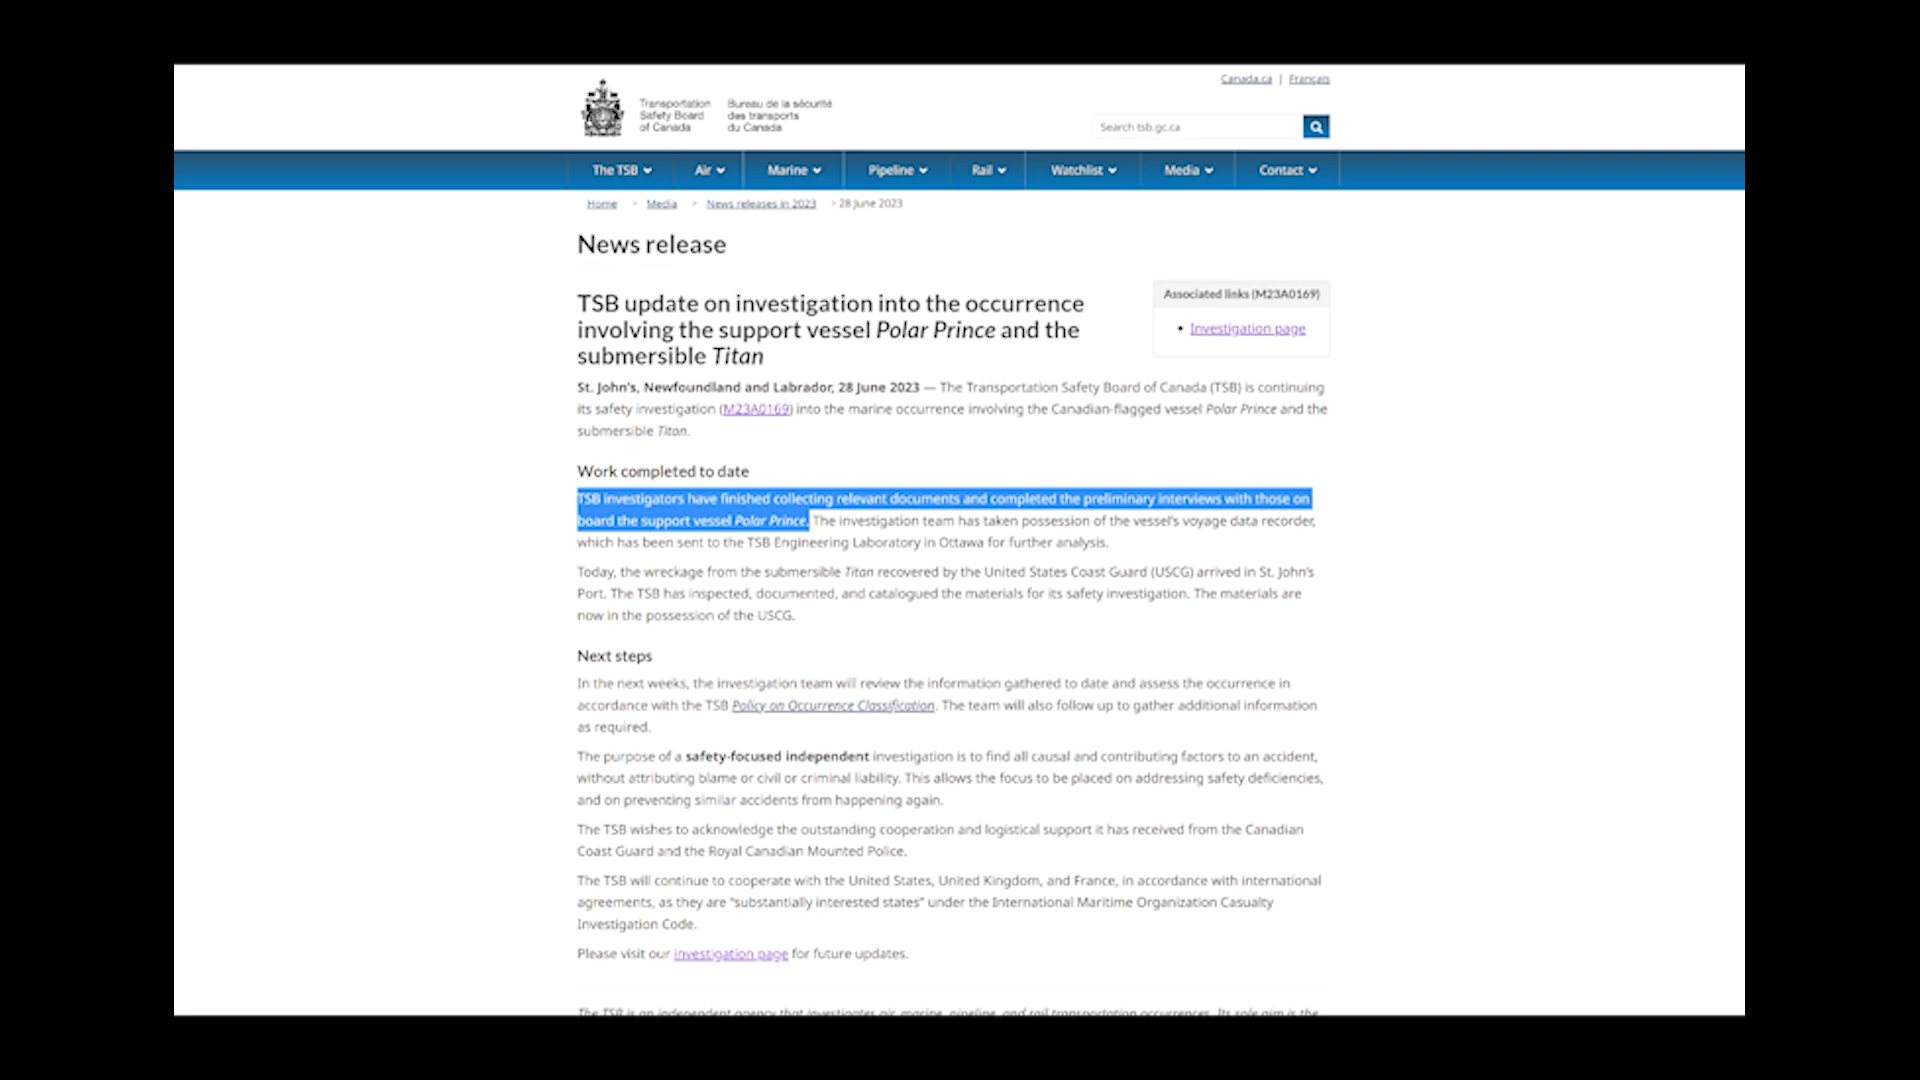 Canada.ca | Français
Transportation Safety Board of Canada
Bureau de la sécurité des transports du Canada
Search tsb.gc.ca
The TSB Air Marine Pipeline Rail Watchlist Media Contact
Home > Media > News releases in 2023 > 28 June 2023
News release
TSB update on investigation into the occurrence
involving the support vessel Polar Prince and the
submersible Titan
Associated links (M23A0169)
• Investigation page
St. John's, Newfoundland and Labrador, 28 June 2023 — The Transportation Safety Board of Canada (TSB) is continuing
its safety investigation (M23A0169) into the marine occurrence involving the Canadian-flagged vessel Polar Prince and the
submersible Titan.
Work completed to date
TSB investigators have finished collecting relevant documents and completed the preliminary interviews with those on
board the support vessel Polar Prince. The investigation team has taken possession of the vessel's voyage data recorder,
which has been sent to the TSB Engineering Laboratory in Ottawa for further analysis.
Today, the wreckage from the submersible Titan recovered by the United States Coast Guard (USCG) arrived in St. John's
Port. The TSB has inspected, documented, and catalogued the materials for its safety investigation. The materials are
now in the possession of the USCG.
Next steps
In the next weeks, the investigation team will review the information gathered to date and assess the occurrence in
accordance with the TSB Policy on Occurrence Classification. The team will also follow up to gather additional information
as required.
The purpose of a safety-focused independent investigation is to find all causal and contributing factors to an accident,
without attributing blame or civil or criminal liability. This allows the focus to be placed on addressing safety deficiencies,
and on preventing similar accidents from happening again.
The TSB wishes to acknowledge the outstanding cooperation and logistical support it has received from the Canadian
Coast Guard and the Royal Canadian Mounted Police.
The TSB will continue to cooperate with the United States, United Kingdom, and France, in accordance with international
agreements, as they are "substantially interested states" under the International Maritime Organization Casualty
Investigation Code.
Please visit our investigation page for future updates.
The TSB is an independent agency that investigates air, marine, pipeline, and rail transportation occurrences. Its sole aim is the